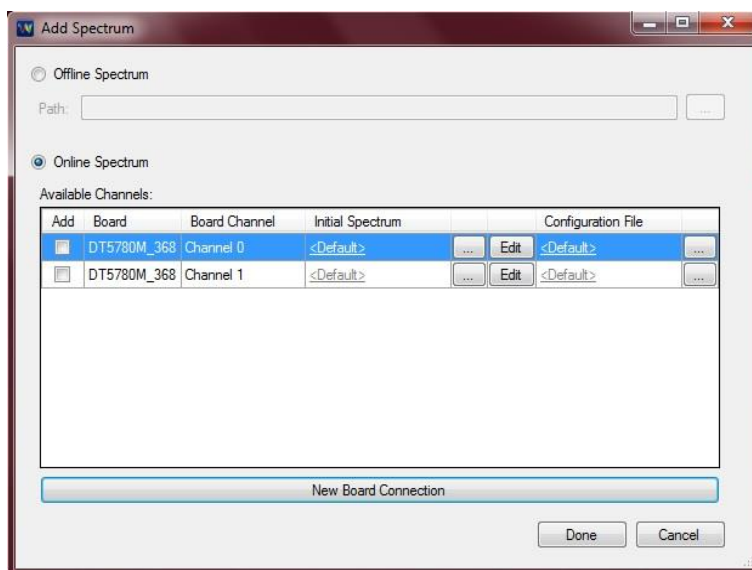 Add Spectrum
Offline Spectrum
Path: ...
Online Spectrum
Available Channels:
Add Board Board Channel Initial Spectrum Configuration File
DT5780M_368 Channel 0 <Default> ... Edit <Default> ...
DT5780M_368 Channel 1 <Default> ... Edit <Default> ...
New Board Connection
Done Cancel